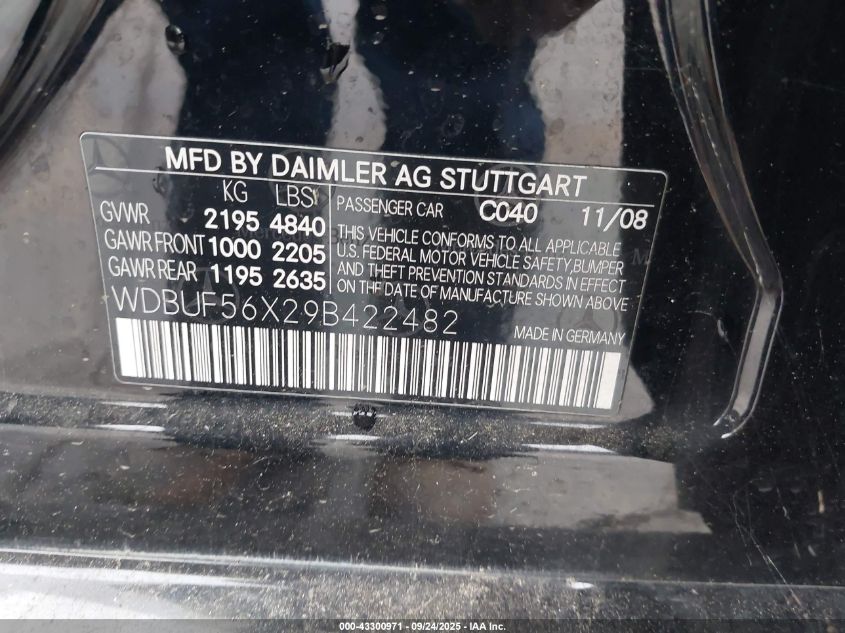 MFD BY DAIMLER AG STUTTGART
KG LBS
GVWR 2195 4840
GAWR FRONT 1000 2205
GAWR REAR 1195 2635
PASSENGER CAR C040 11/08
THIS VEHICLE CONFORMS TO ALL APPLICABLE
U.S. FEDERAL MOTOR VEHICLE SAFETY,BUMPER
AND THEFT PREVENTION STANDARDS IN EFFECT
ON THE DATE OF MANUFACTURE SHOWN ABOVE.
WDBUF56X29B422482
MADE IN GERMANY
000-43300971 - 09/24/2025 - IAA Inc.